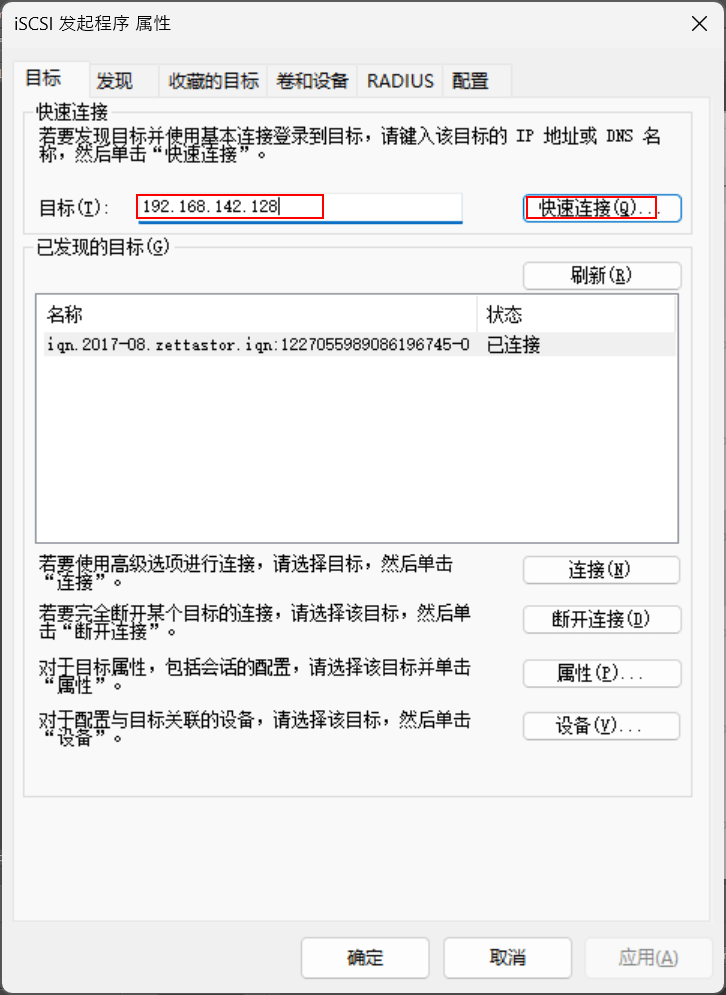 iSCSI 发起程序 属性
目标 发现 收藏的目标 卷和设备 RADIUS 配置
快速连接
若要发现目标并使用基本连接登录到目标，请键入该目标的 IP 地址或 DNS 名
称，然后单击“快速连接”。
目标(T): 192.168.142.128 快速连接(Q)...
已发现的目标(G)
刷新(R)
名称 状态
iqn.2017-08.zettastor.iqn:1227055989086196745-0 已连接
若要使用高级选项进行连接，请选择目标，然后单击
“连接”。
连接(N)
若要完全断开某个目标的连接，请选择该目标，然后单
击“断开连接”。
断开连接(D)
对于目标属性，包括会话的配置，请选择该目标并单击
“属性”。
属性(P)...
对于配置与目标关联的设备，请选择该目标，然后单击
“设备”。
设备(V)...
确定 取消 应用(A)